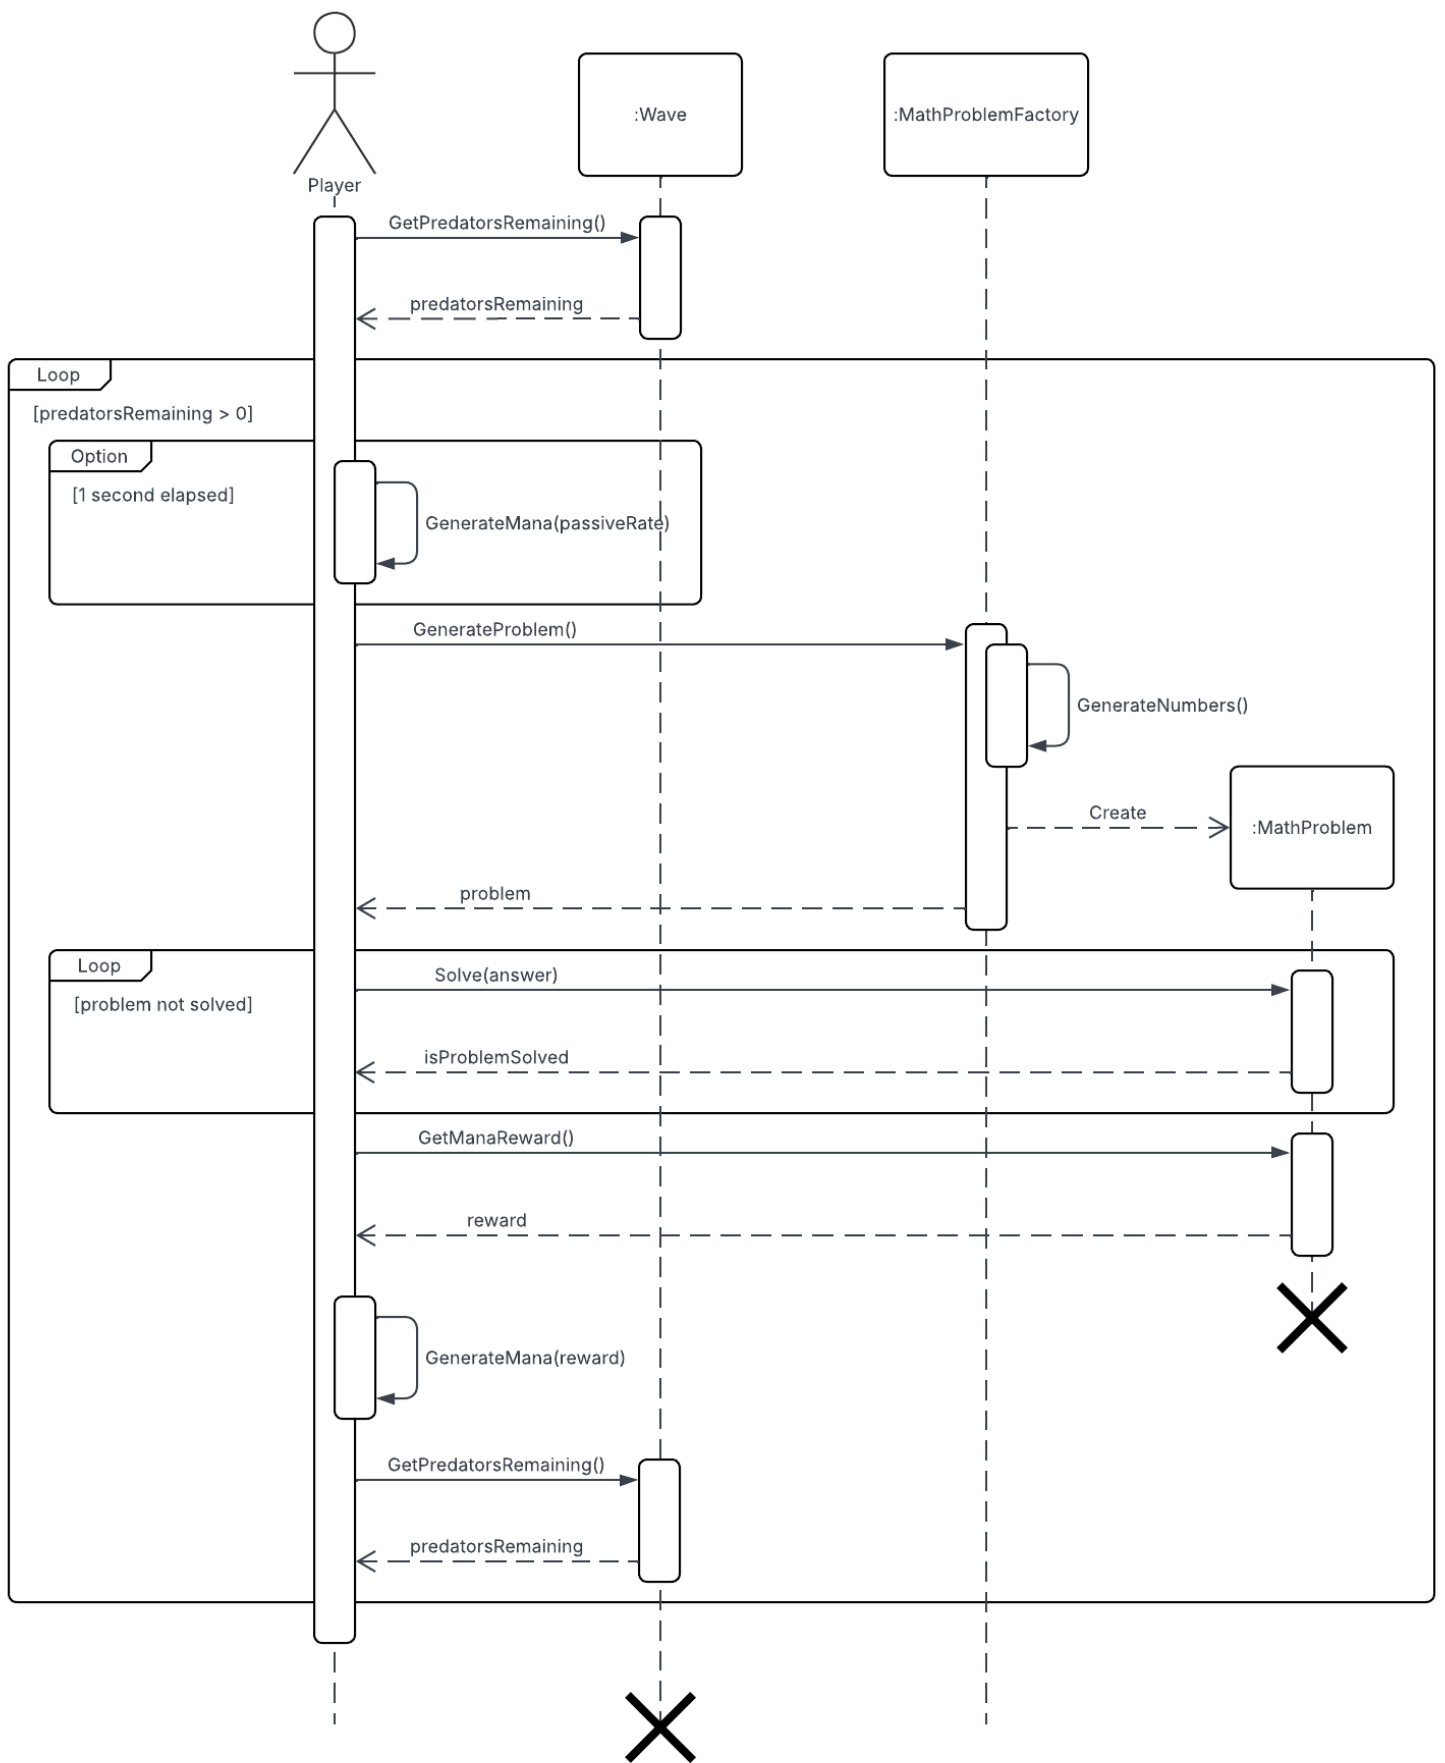 :Wave
:MathProblemFactory
Player
GetPredatorsRemaining()
predatorsRemaining
Loop
[predatorsRemaining > 0]
Option
[1 second elapsed]
GenerateMana(passiveRate)
GenerateProblem()
GenerateNumbers()
Create
:MathProblem
problem
Loop
[problem not solved]
Solve(answer)
isProblemSolved
GetManaReward()
reward
GenerateMana(reward)
GetPredatorsRemaining()
predatorsRemaining